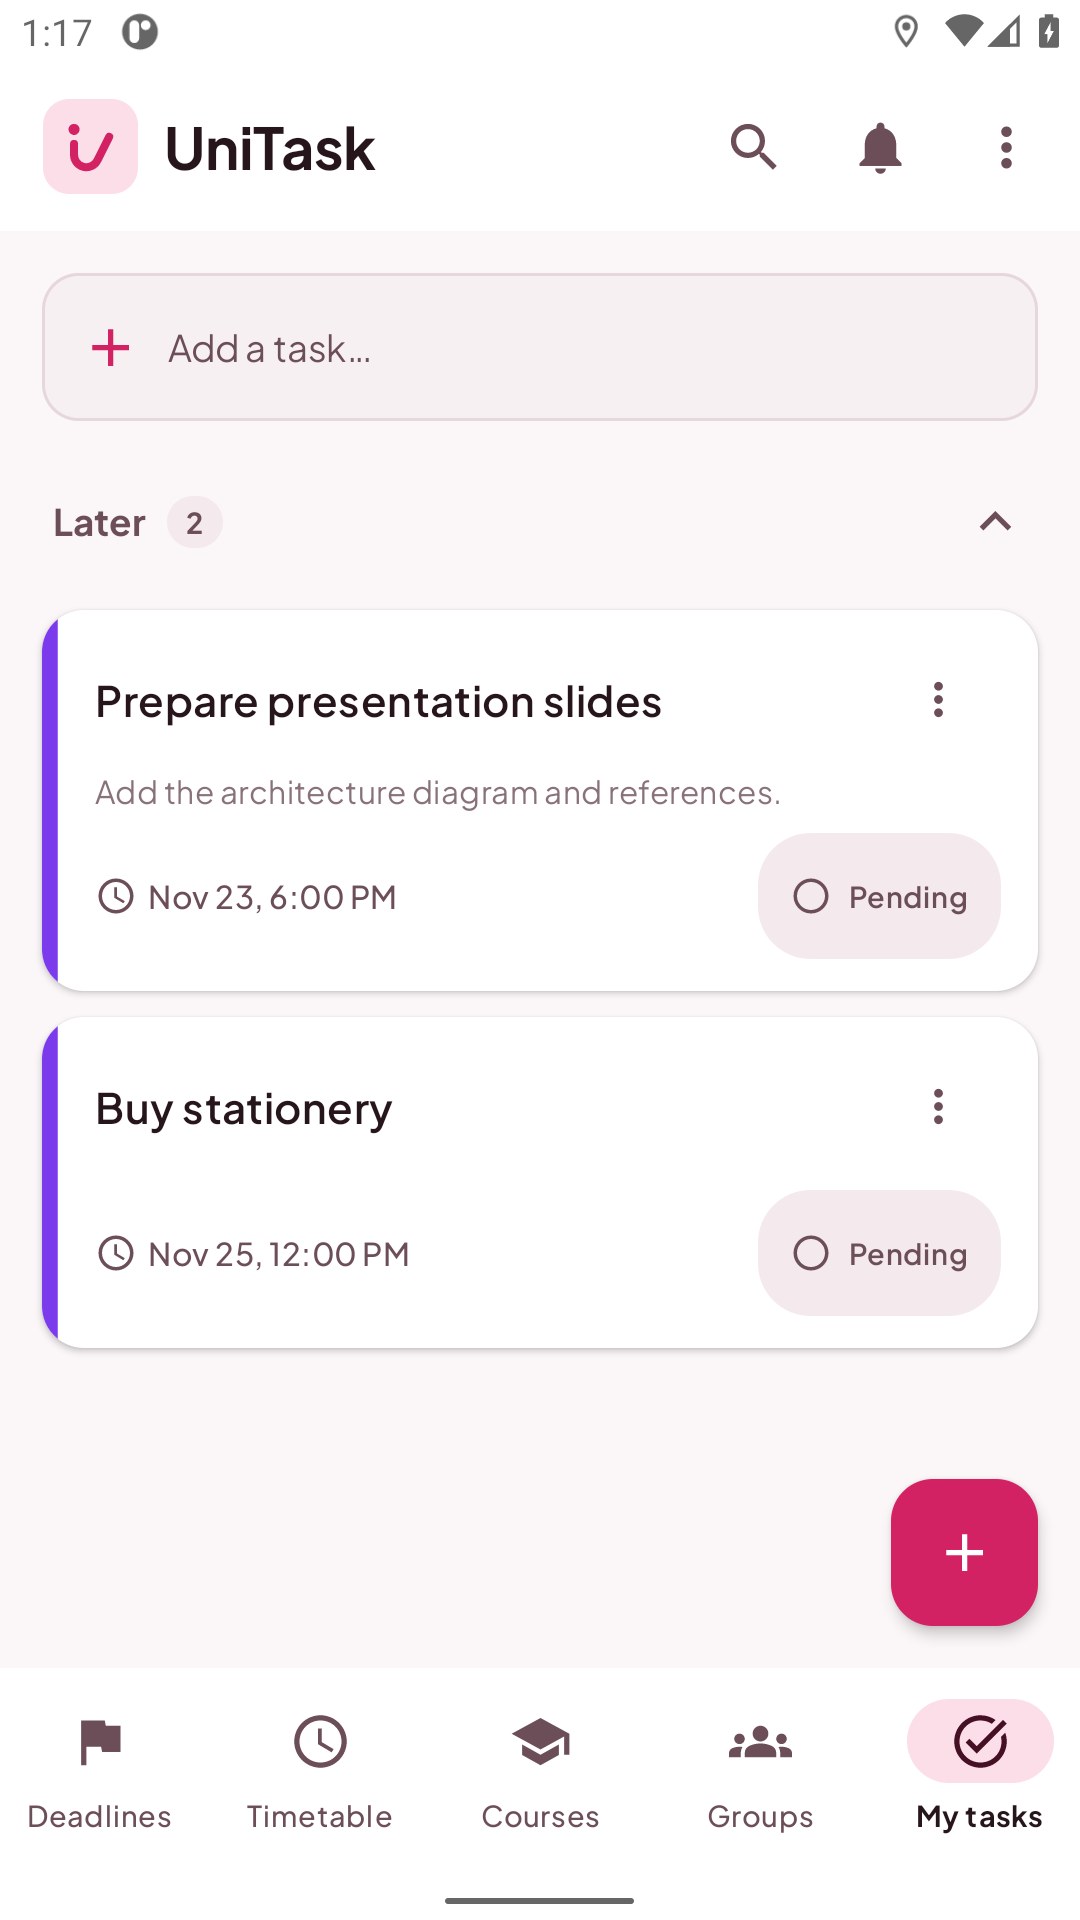 1:17
UniTask
Add a task...
Later 2
Prepare presentation slides
Add the architecture diagram and references.
Nov 23, 6:00 PM
Pending
Buy stationery
Nov 25, 12:00 PM
Pending
Deadlines Timetable Courses Groups My tasks